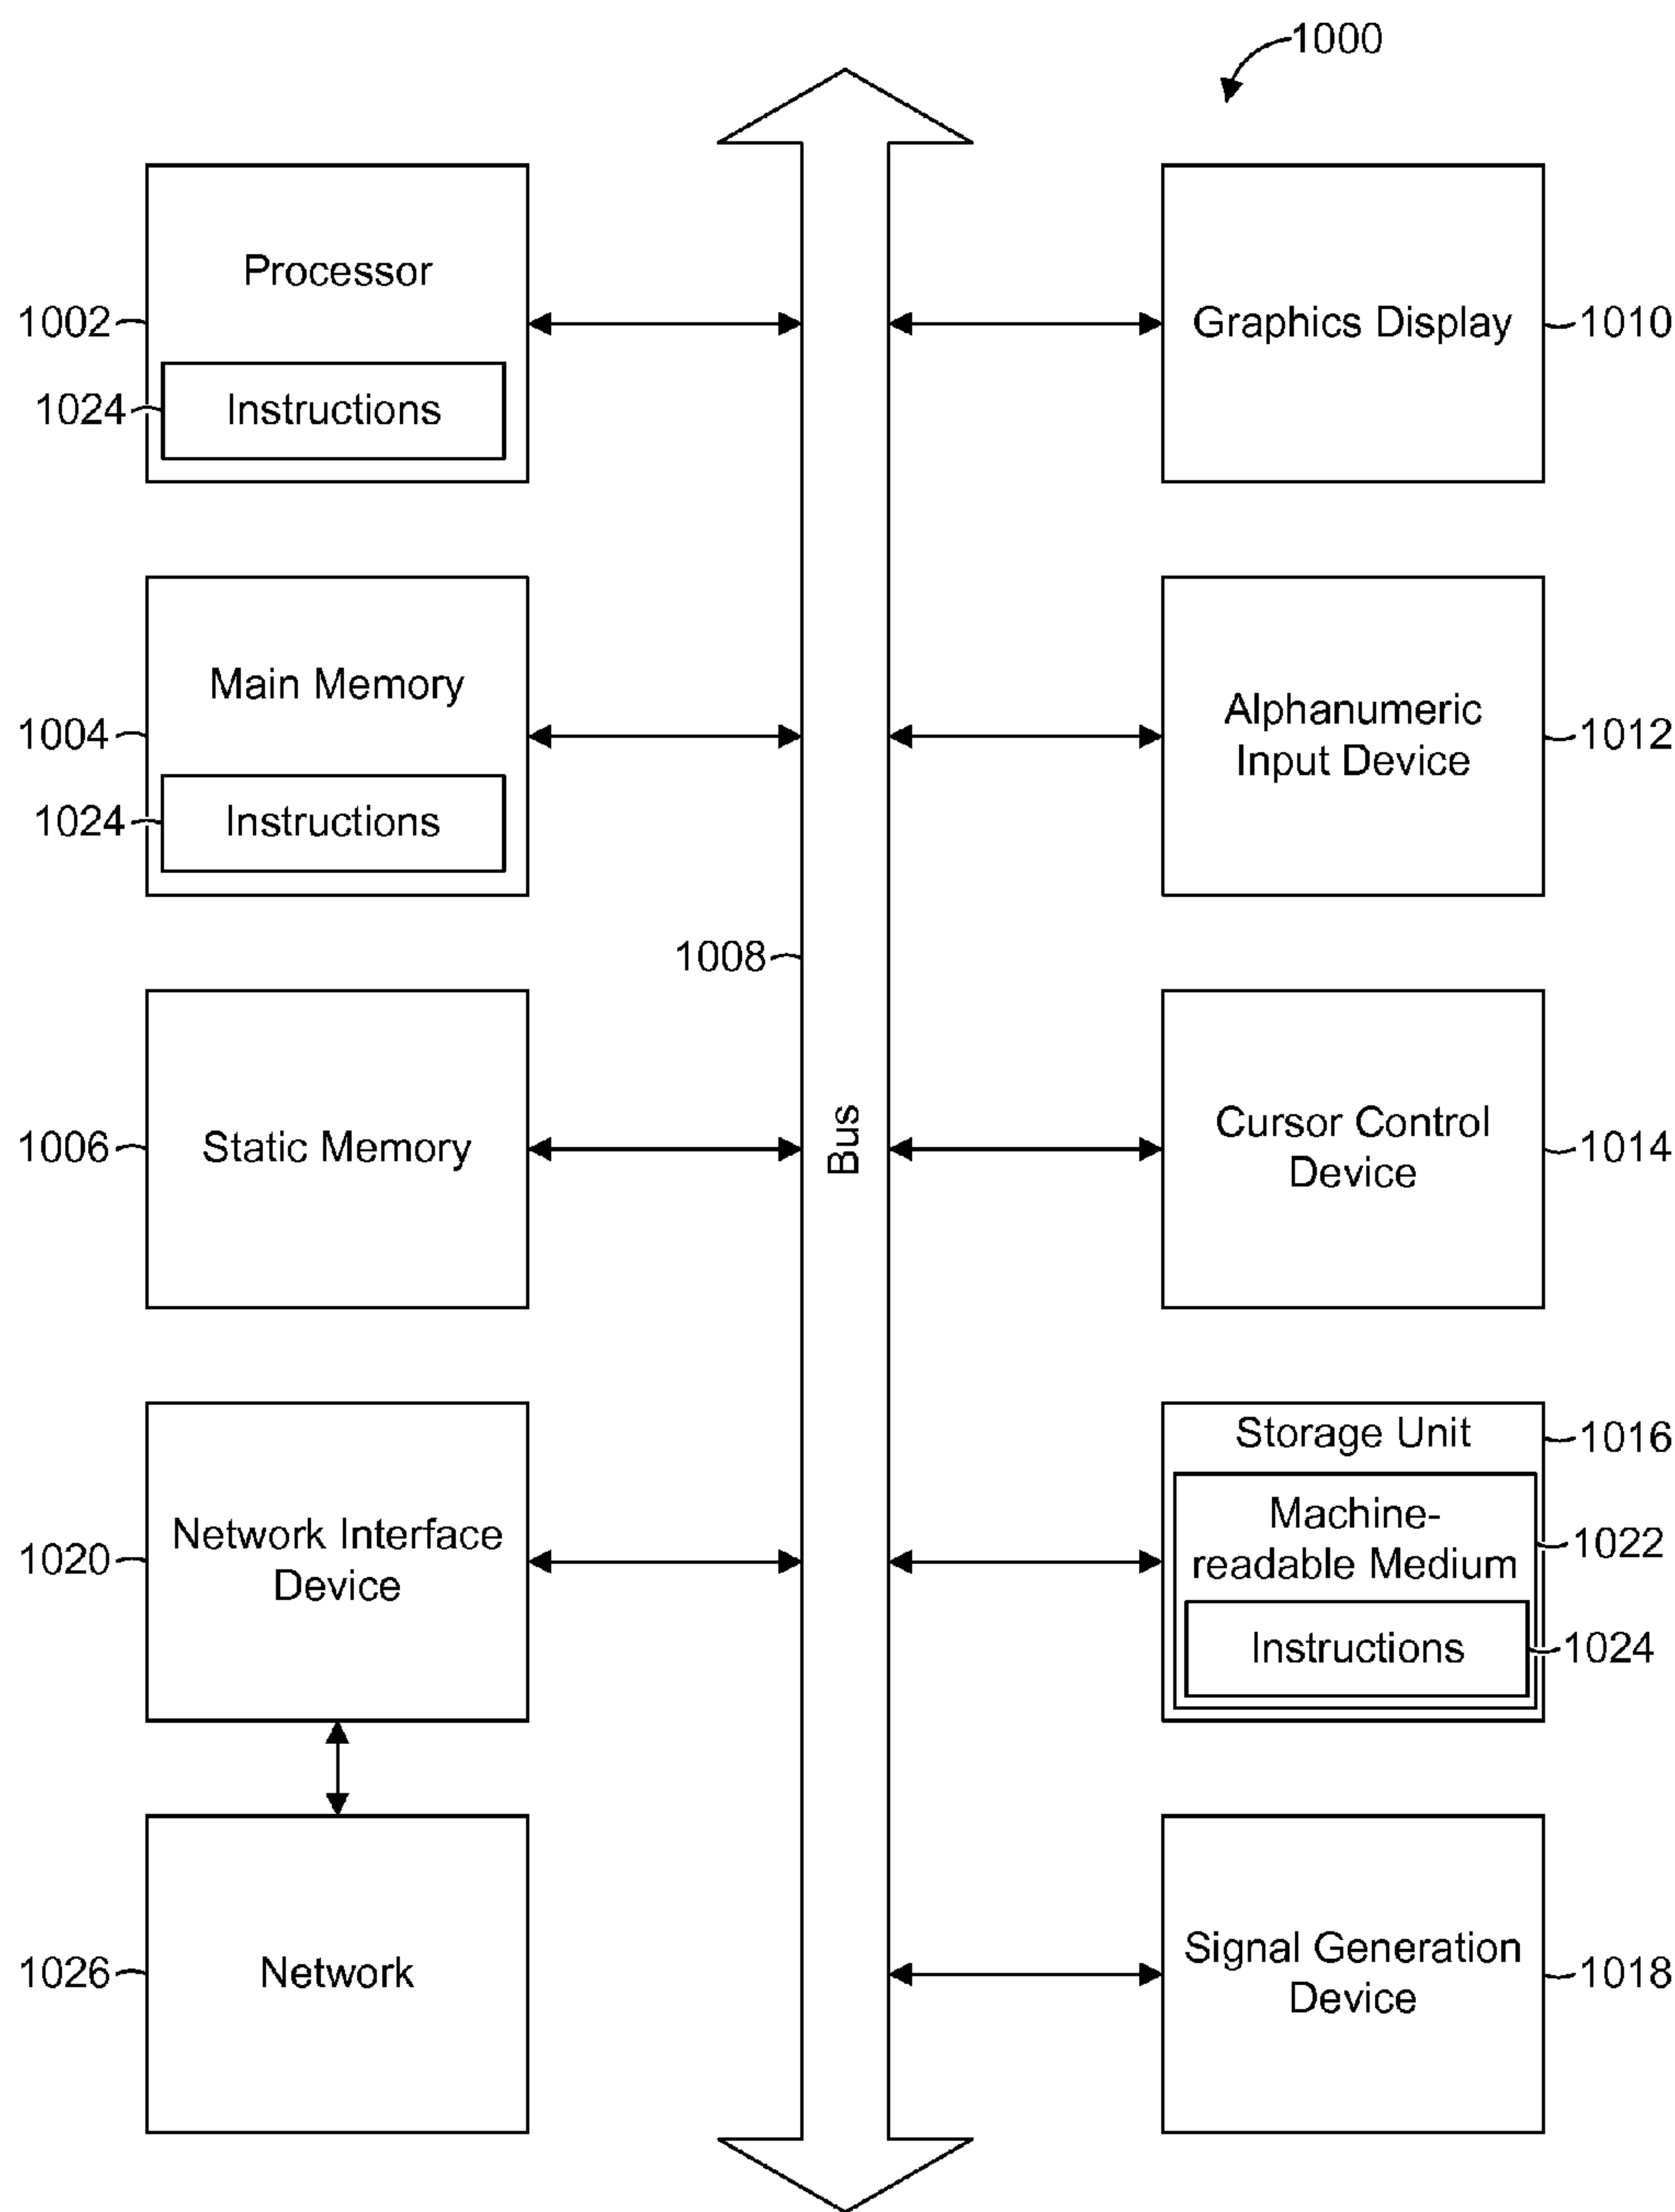 1000
Processor
1002
1024
Instructions
Graphics Display
1010
Main Memory
1004
1024
Instructions
Alphanumeric
Input Device
1012
1008
Bus
Static Memory
1006
Cursor Control
Device
1014
Network Interface
Device
1020
Storage Unit
1016
Machine-
readable Medium
1022
Instructions
1024
Network
1026
Signal Generation
Device
1018